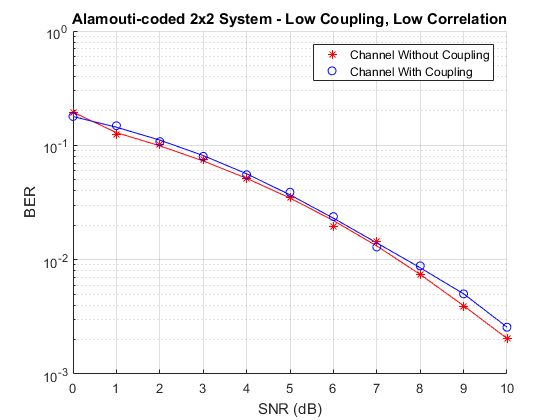 Alamouti-coded 2x2 System - Low Coupling, Low Correlation
10^0
Channel Without Coupling
Channel With Coupling
10^-1
BER
10^-2
10^-3
0 1 2 3 4 5 6 7 8 9 10
SNR (dB)